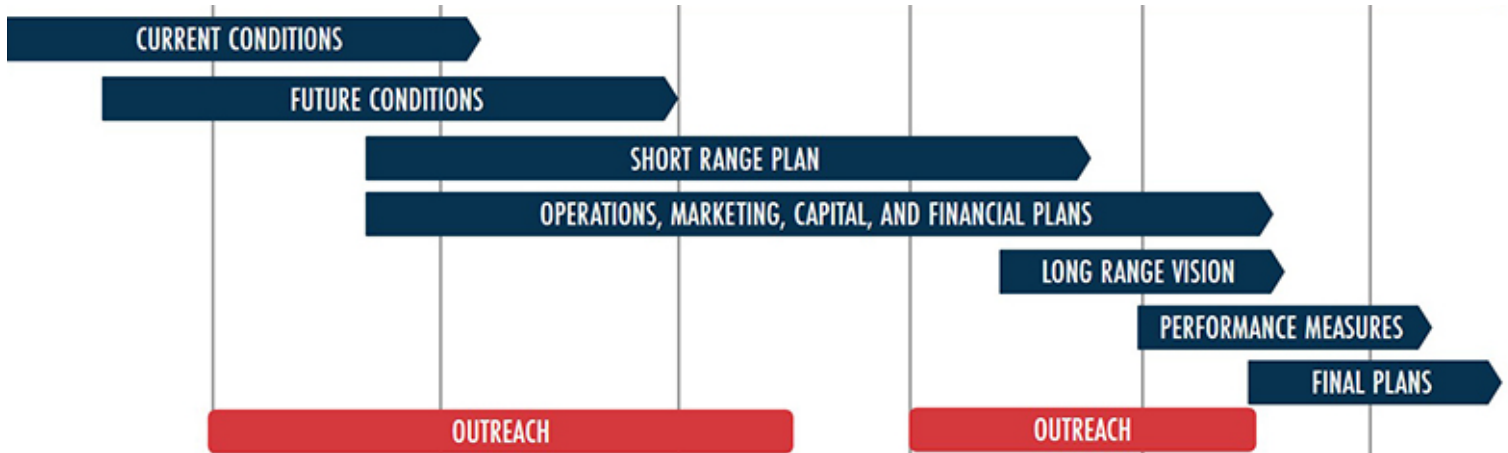 CURRENT CONDITIONS
FUTURE CONDITIONS
SHORT RANGE PLAN
OPERATIONS, MARKETING, CAPITAL, AND FINANCIAL PLANS
LONG RANGE VISION
PERFORMANCE MEASURES
FINAL PLANS
OUTREACH
OUTREACH